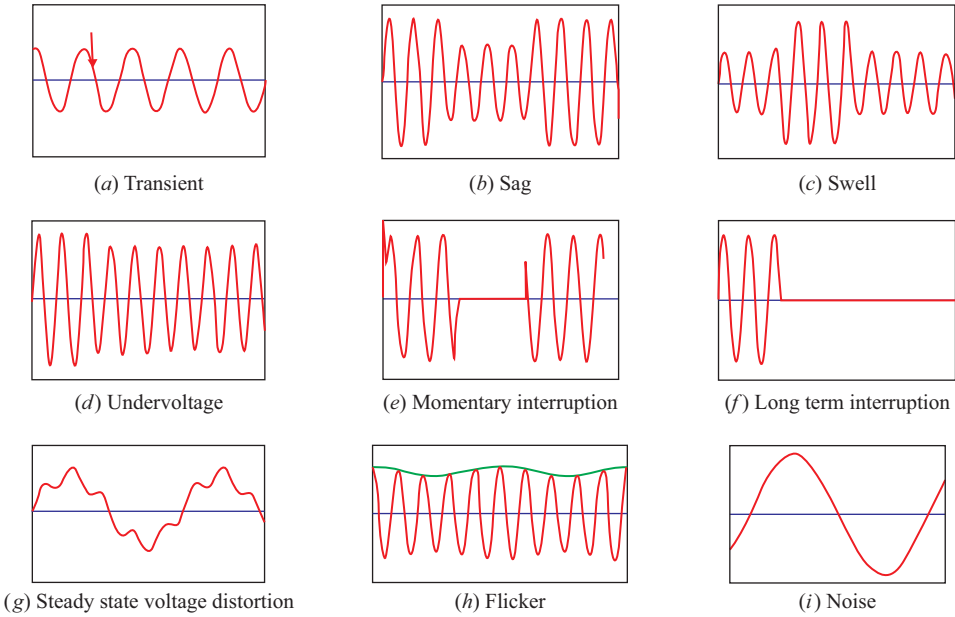 (a) Transient
(b) Sag
(c) Swell
(d) Undervoltage
(e) Momentary interruption
(f) Long term interruption
(g) Steady state voltage distortion
(h) Flicker
(i) Noise